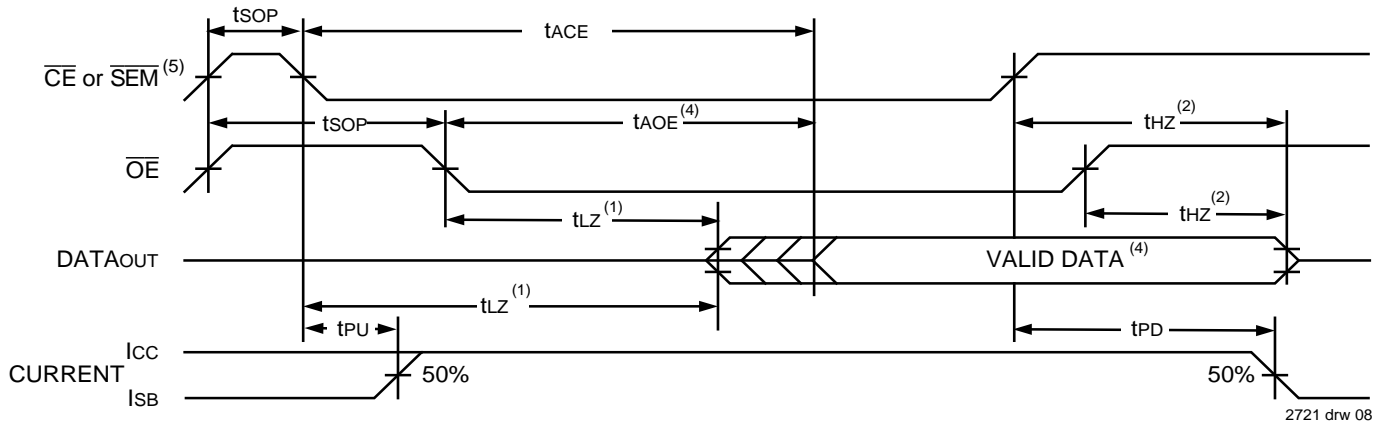 tSOP
tACE
CE or SEM (5)
tSOP
tAOE (4)
tHZ (2)
OE
tLZ (1)
tHZ (2)
DATAOUT
VALID DATA (4)
tLZ (1)
tPU
tPD
ICC
CURRENT
50%
50%
ISB
2721 drw 08